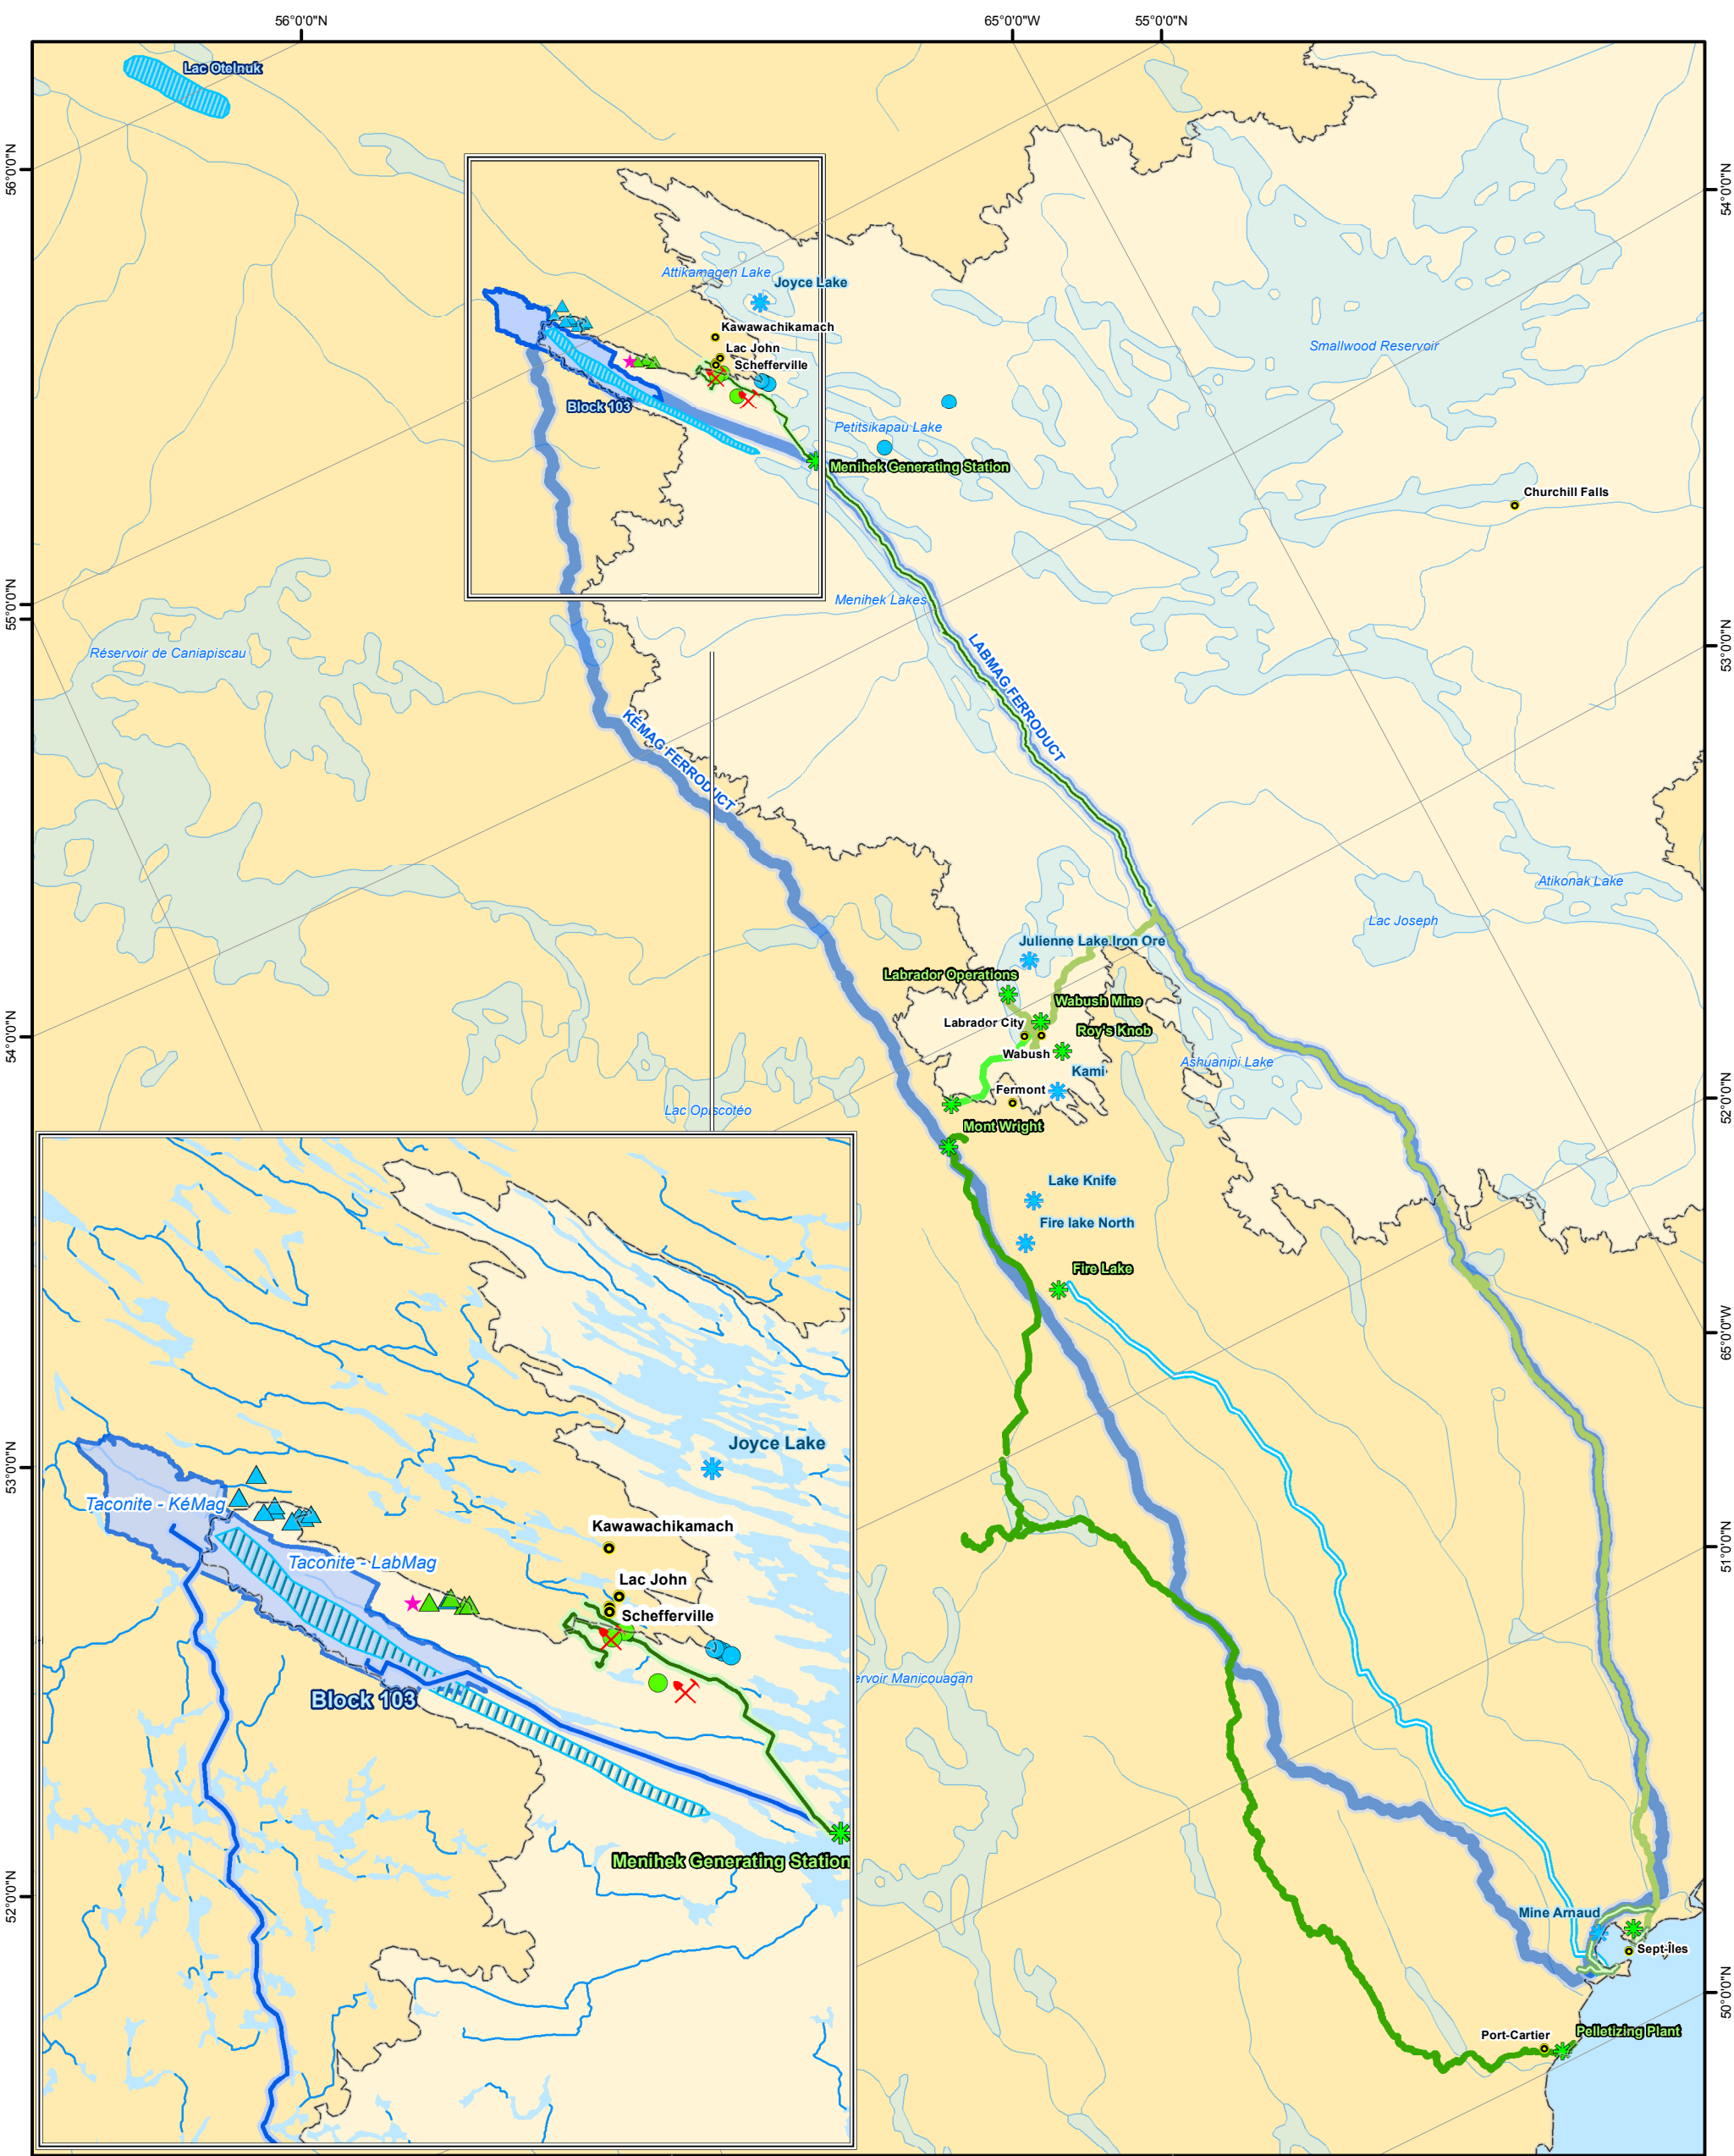 56°0'0"N
65°0'0"W
55°0'0"N
Lac Otelnuk
56°0'0"N
54°0'0"N
Attikamagen Lake
Joyce Lake
Kawawachikamach
Lac John
Schefferville
Smallwood Reservoir
Block 103
Petitsikapau Lake
Menihek Generating Station
Churchill Falls
55°0'0"N
Menihek Lakes
53°0'0"N
Réservoir de Caniapiscau
LABMAG FERRODUCT
KÉMAG FERRODUCT
Atikonak Lake
Lac Joseph
Julienne Lake Iron Ore
Labrador Operations
Wabush Mine
Labrador City
Roy's Knob
54°0'0"N
Wabush
Ashuanipi Lake
Kami
Fermont
52°0'0"N
Lac Opiscotéo
Mont Wright
Lake Knife
Fire lake North
Fire Lake
65°0'0"W
Joyce Lake
53°0'0"N
Taconite - KéMag
Kawawachikamach
Taconite - LabMag
51°0'0"N
Lac John
Schefferville
ervoir Manicouagan
Block 103
Menihek Generating Station
52°0'0"N
Mine Arnaud
Sept-Îles
50°0'0"N
Port-Cartier
Pelletizing Plant